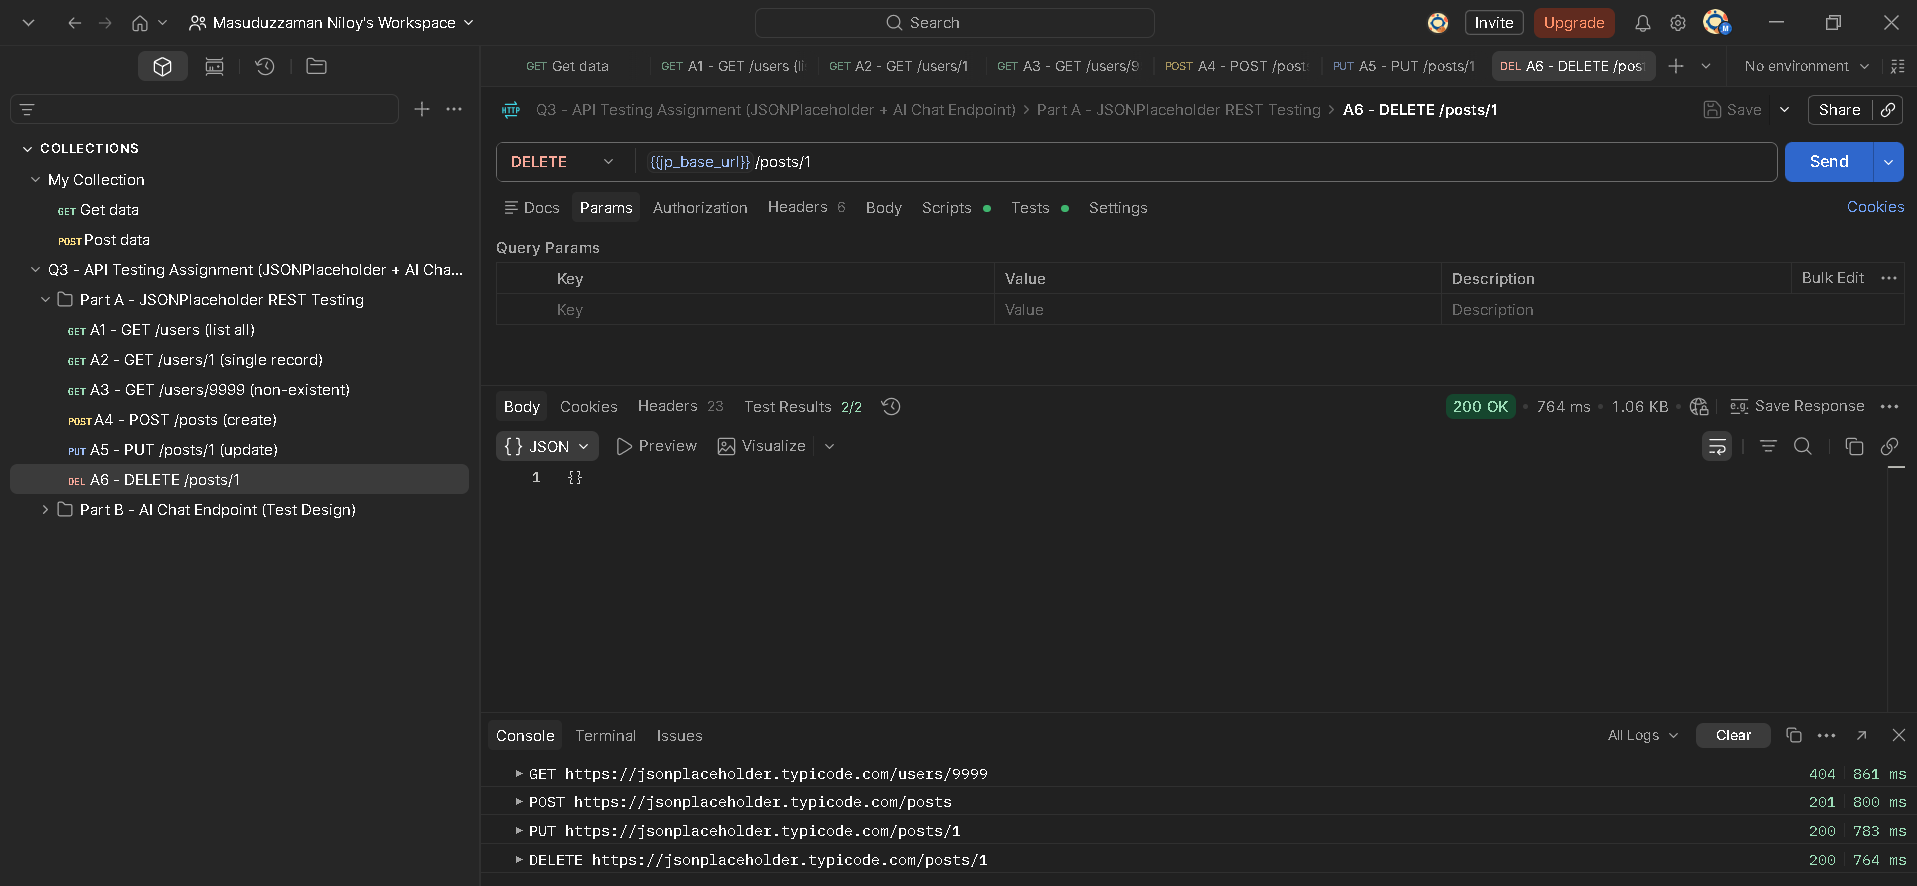 Masuduzzaman Niloy's Workspace
Search
Invite
Upgrade
M
GET Get data
GET A1 - GET /users (li
GET A2 - GET /users/1
GET A3 - GET /users/9
POST A4 - POST /post
PUT A5 - PUT /posts/1
DEL A6 - DELETE /pos
No environment
COLLECTIONS
My Collection
GET Get data
POST Post data
Q3 - API Testing Assignment (JSONPlaceholder + AI Cha...
Part A - JSONPlaceholder REST Testing
GET A1 - GET /users (list all)
GET A2 - GET /users/1 (single record)
GET A3 - GET /users/9999 (non-existent)
POST A4 - POST /posts (create)
PUT A5 - PUT /posts/1 (update)
DEL A6 - DELETE /posts/1
Part B - AI Chat Endpoint (Test Design)
HTTP Q3 - API Testing Assignment (JSONPlaceholder + AI Chat Endpoint) > Part A - JSONPlaceholder REST Testing > A6 - DELETE /posts/1
Save
Share
DELETE {{jp_base_url}} /posts/1
Send
Docs Params Authorization Headers 6 Body Scripts Tests Settings
Cookies
Query Params
Key Value Description Bulk Edit
Key Value Description
Body Cookies Headers 23 Test Results 2/2
200 OK • 764 ms • 1.06 KB • e.g. Save Response
{} JSON Preview Visualize
1 {}
Console Terminal Issues
All Logs Clear
GET https://jsonplaceholder.typicode.com/users/9999 404 861 ms
POST https://jsonplaceholder.typicode.com/posts 201 800 ms
PUT https://jsonplaceholder.typicode.com/posts/1 200 783 ms
DELETE https://jsonplaceholder.typicode.com/posts/1 200 764 ms